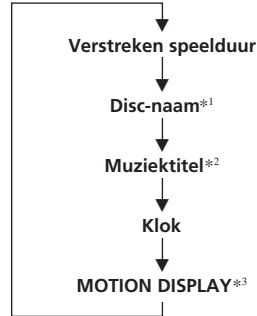 Verstreken speelduur
Disc-naam*1
Muziektitel*2
Klok
MOTION DISPLAY*3